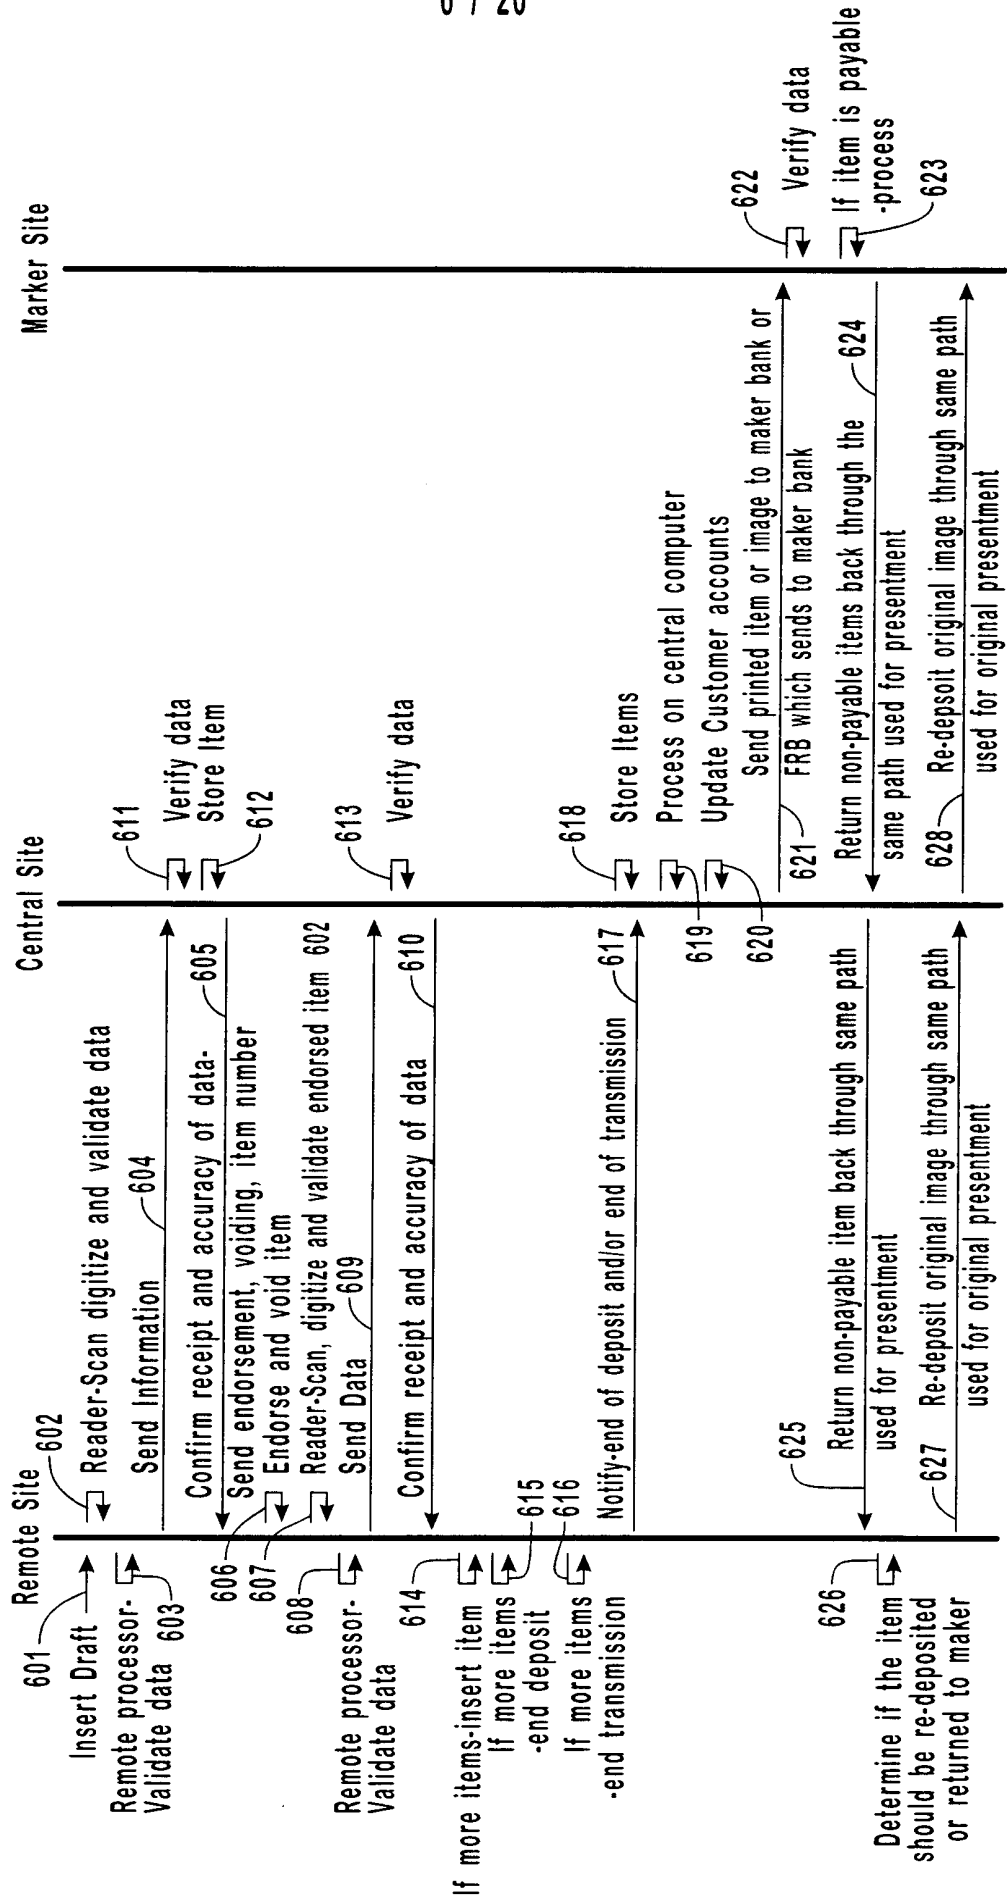 6 / 20
Remote Site
Central Site
Marker Site
601
Insert Draft
602
Reader-Scan digitize and validate data
Remote processor-
Validate data
603
Send Information
604
611
Verify data
Store Item
612
Confirm receipt and accuracy of data-
605
Send endorsement, voiding, item number
606
Endorse and void item
607
Reader-Scan, digitize and validate endorsed item 602
608
Remote processor-
Validate data
Send Data
609
613
Verify data
Confirm receipt and accuracy of data
610
614
If more items-insert item
If more items
-end deposit
615
616
If more items
-end transmission
Notify-end of deposit and/or end of transmission
617
618
Store Items
Process on central computer
619
Update Customer accounts
620
Send printed item or image to maker bank or
FRB which sends to maker bank
621
622
Verify data
If item is payable
-process
623
Return non-payable items back through the
same path used for presentment
624
625
Return non-payable item back through same path
used for presentment
626
Determine if the item
should be re-deposited
or returned to maker
627
Re-deposit original image through same path
used for original presentment
628
Re-depsoit original image through same path
used for original presentment